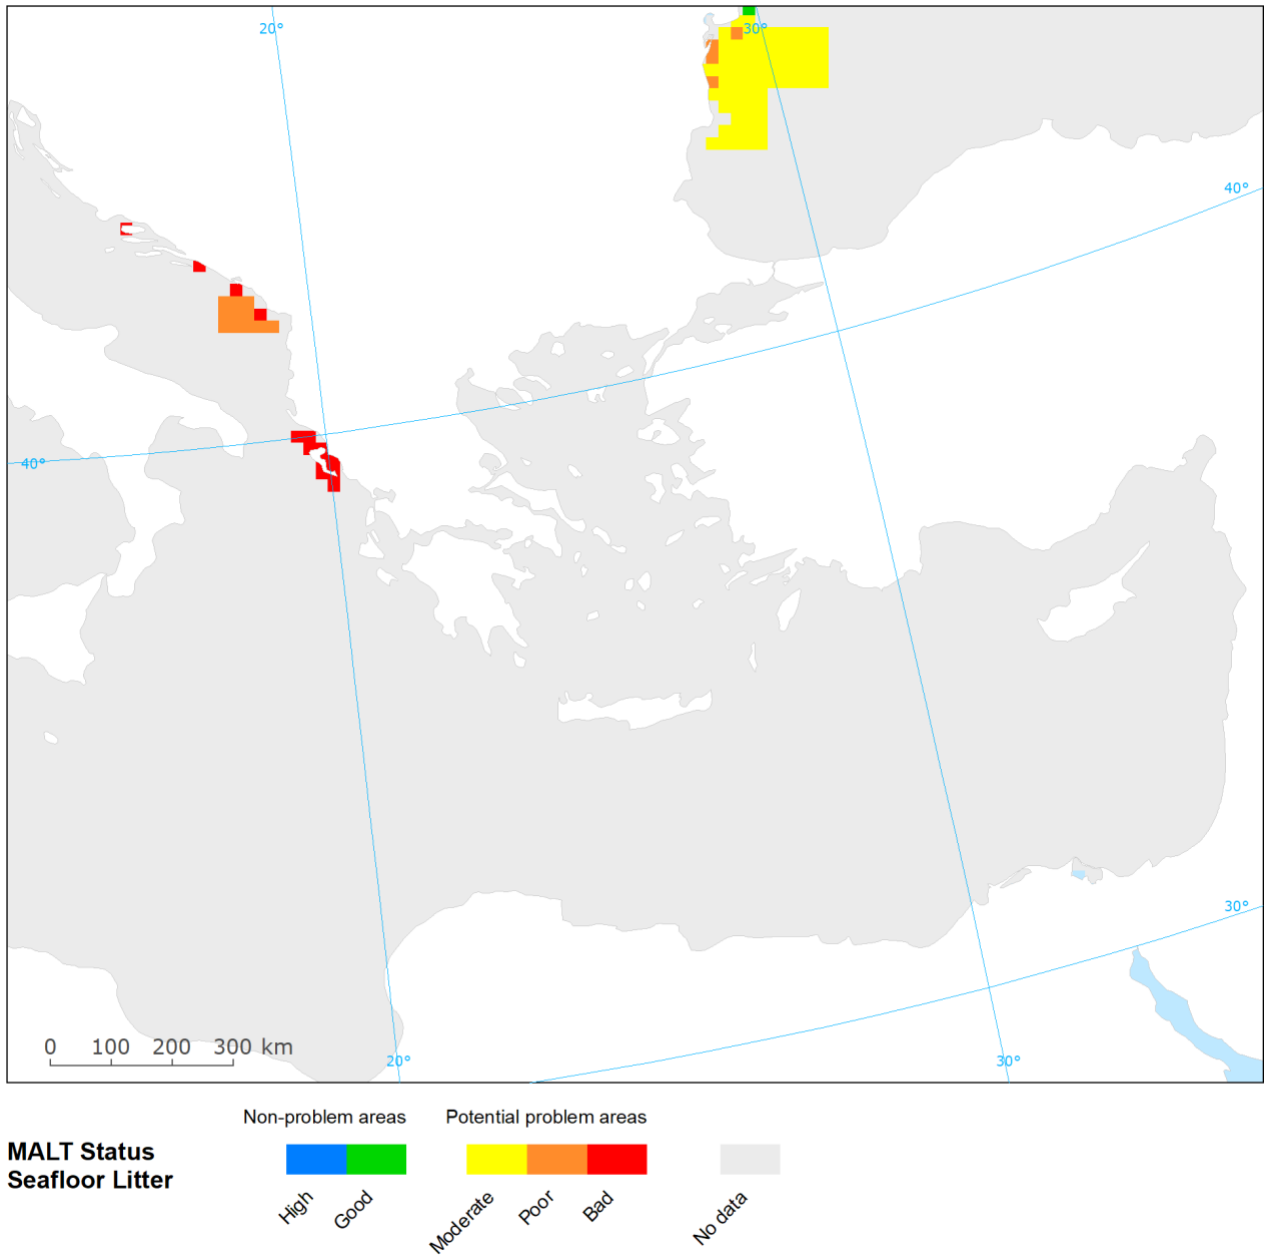 20°
30°
40°
40°
30°
0 100 200 300 km
20°
30°
Non-problem areas
Potential problem areas
MALT Status
Seafloor Litter
High
Good
Moderate
Poor
Bad
No data